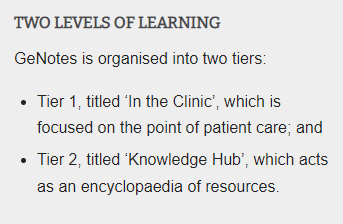 TWO LEVELS OF LEARNING
GeNotes is organised into two tiers:
• Tier 1, titled ‘In the Clinic’, which is
focused on the point of patient care; and
• Tier 2, titled ‘Knowledge Hub’, which acts
as an encyclopaedia of resources.